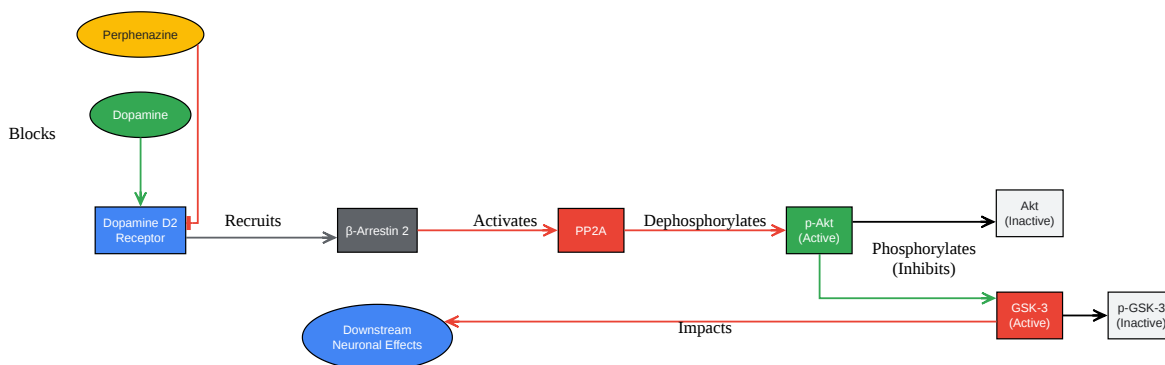 Perphenazine
Dopamine
Blocks
Dopamine D2
Receptor
Recruits
β-Arrestin 2
Activates
PP2A
Dephosphorylates
p-Akt
(Active)
Akt
(Inactive)
Phosphorylates
(Inhibits)
GSK-3
(Active)
p-GSK-3
(Inactive)
Impacts
Downstream
Neuronal Effects